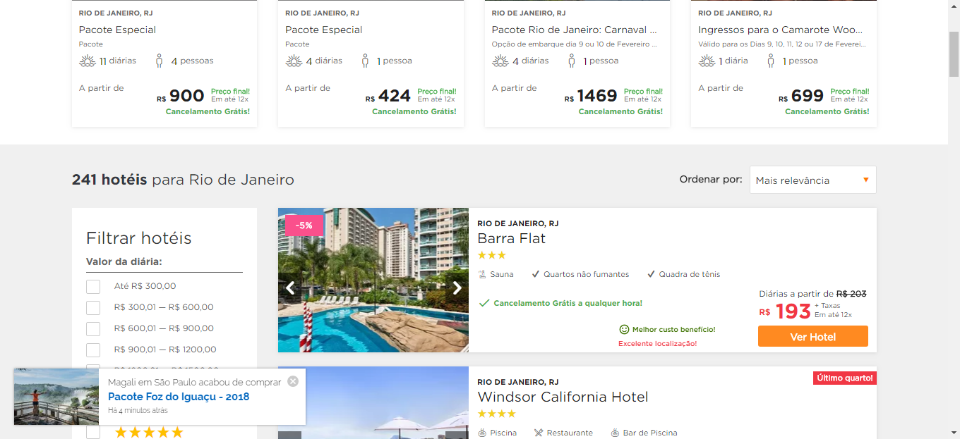 RIO DE JANEIRO, RJ
Pacote Especial
Pacote
11 diárias
4 pessoas
A partir de
R$ 900
Preço final!
Em até 12x
Cancelamento Grátis!
RIO DE JANEIRO, RJ
Pacote Especial
Pacote
4 diárias
1 pessoa
A partir de
R$ 424
Preço final!
Em até 12x
Cancelamento Grátis!
RIO DE JANEIRO, RJ
Pacote Rio de Janeiro: Carnaval ...
Opção de embarque dia 9 ou 10 de Fevereiro ...
4 diárias
1 pessoa
A partir de
R$ 1469
Preço final!
Em até 12x
Cancelamento Grátis!
RIO DE JANEIRO, RJ
Ingressos para o Camarote Woo...
Válido para os Dias 9, 10, 11, 12 ou 17 de Feverei...
1 diária
1 pessoa
A partir de
R$ 699
Preço final!
Em até 12x
Cancelamento Grátis!
241 hotéis para Rio de Janeiro
Ordenar por:
Mais relevância
Filtrar hotéis
Valor da diária:
Até R$ 300,00
R$ 300,01 — R$ 600,00
R$ 600,01 — R$ 900,00
R$ 900,01 — R$ 1200,00
Magali em São Paulo acabou de comprar
Pacote Foz do Iguaçu - 2018
Há 4 minutos atrás
-5%
RIO DE JANEIRO, RJ
Barra Flat
Sauna
Quartos não fumantes
Quadra de tênis
Cancelamento Grátis a qualquer hora!
Melhor custo benefício!
Excelente localização!
Diárias a partir de R$ 203
R$ 193
+ Taxas
Em até 12x
Ver Hotel
Último quarto!
RIO DE JANEIRO, RJ
Windsor California Hotel
Piscina
Restaurante
Bar de Piscina